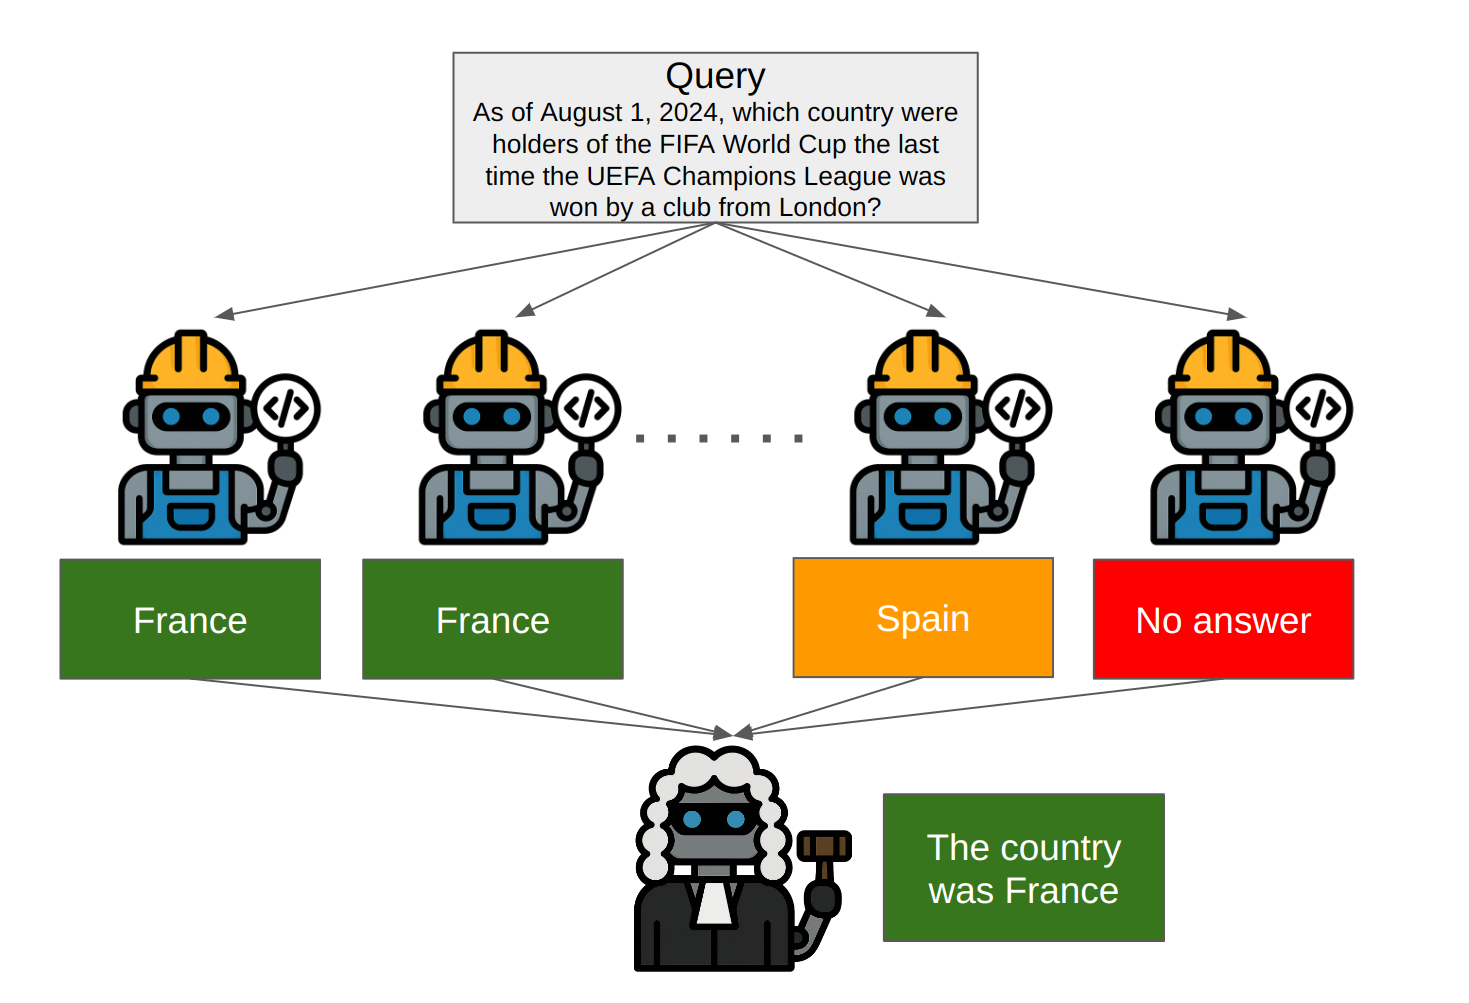 Query
As of August 1, 2024, which country were
holders of the FIFA World Cup the last
time the UEFA Champions League was
won by a club from London?
</>
</>
</>
</>
France
France
Spain
No answer
The country
was France